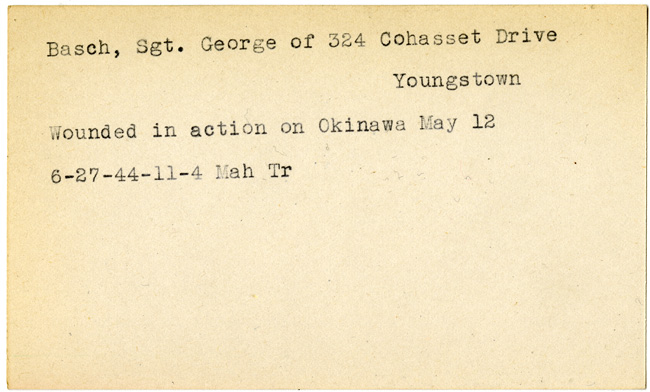 Basch, Sgt. George of 324 Cohasset Drive
Youngstown
Wounded in action on Okinawa May 12
6-27-44-11-4 Mah Tr